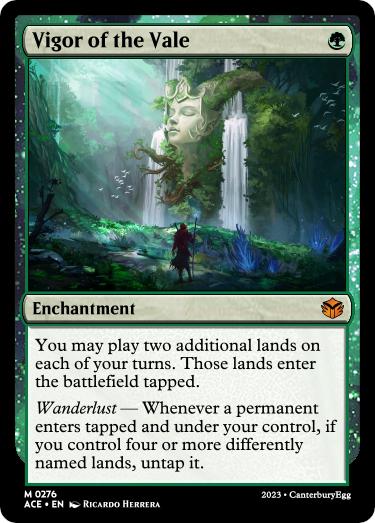 Vigor of the Vale
Enchantment
You may play two additional lands on
each of your turns. Those lands enter
the battlefield tapped.
Wanderlust — Whenever a permanent
enters tapped and under your control, if
you control four or more differently
named lands, untap it.
M 0276
ACE • EN Ricardo Herrera
2023 • CanterburyEgg